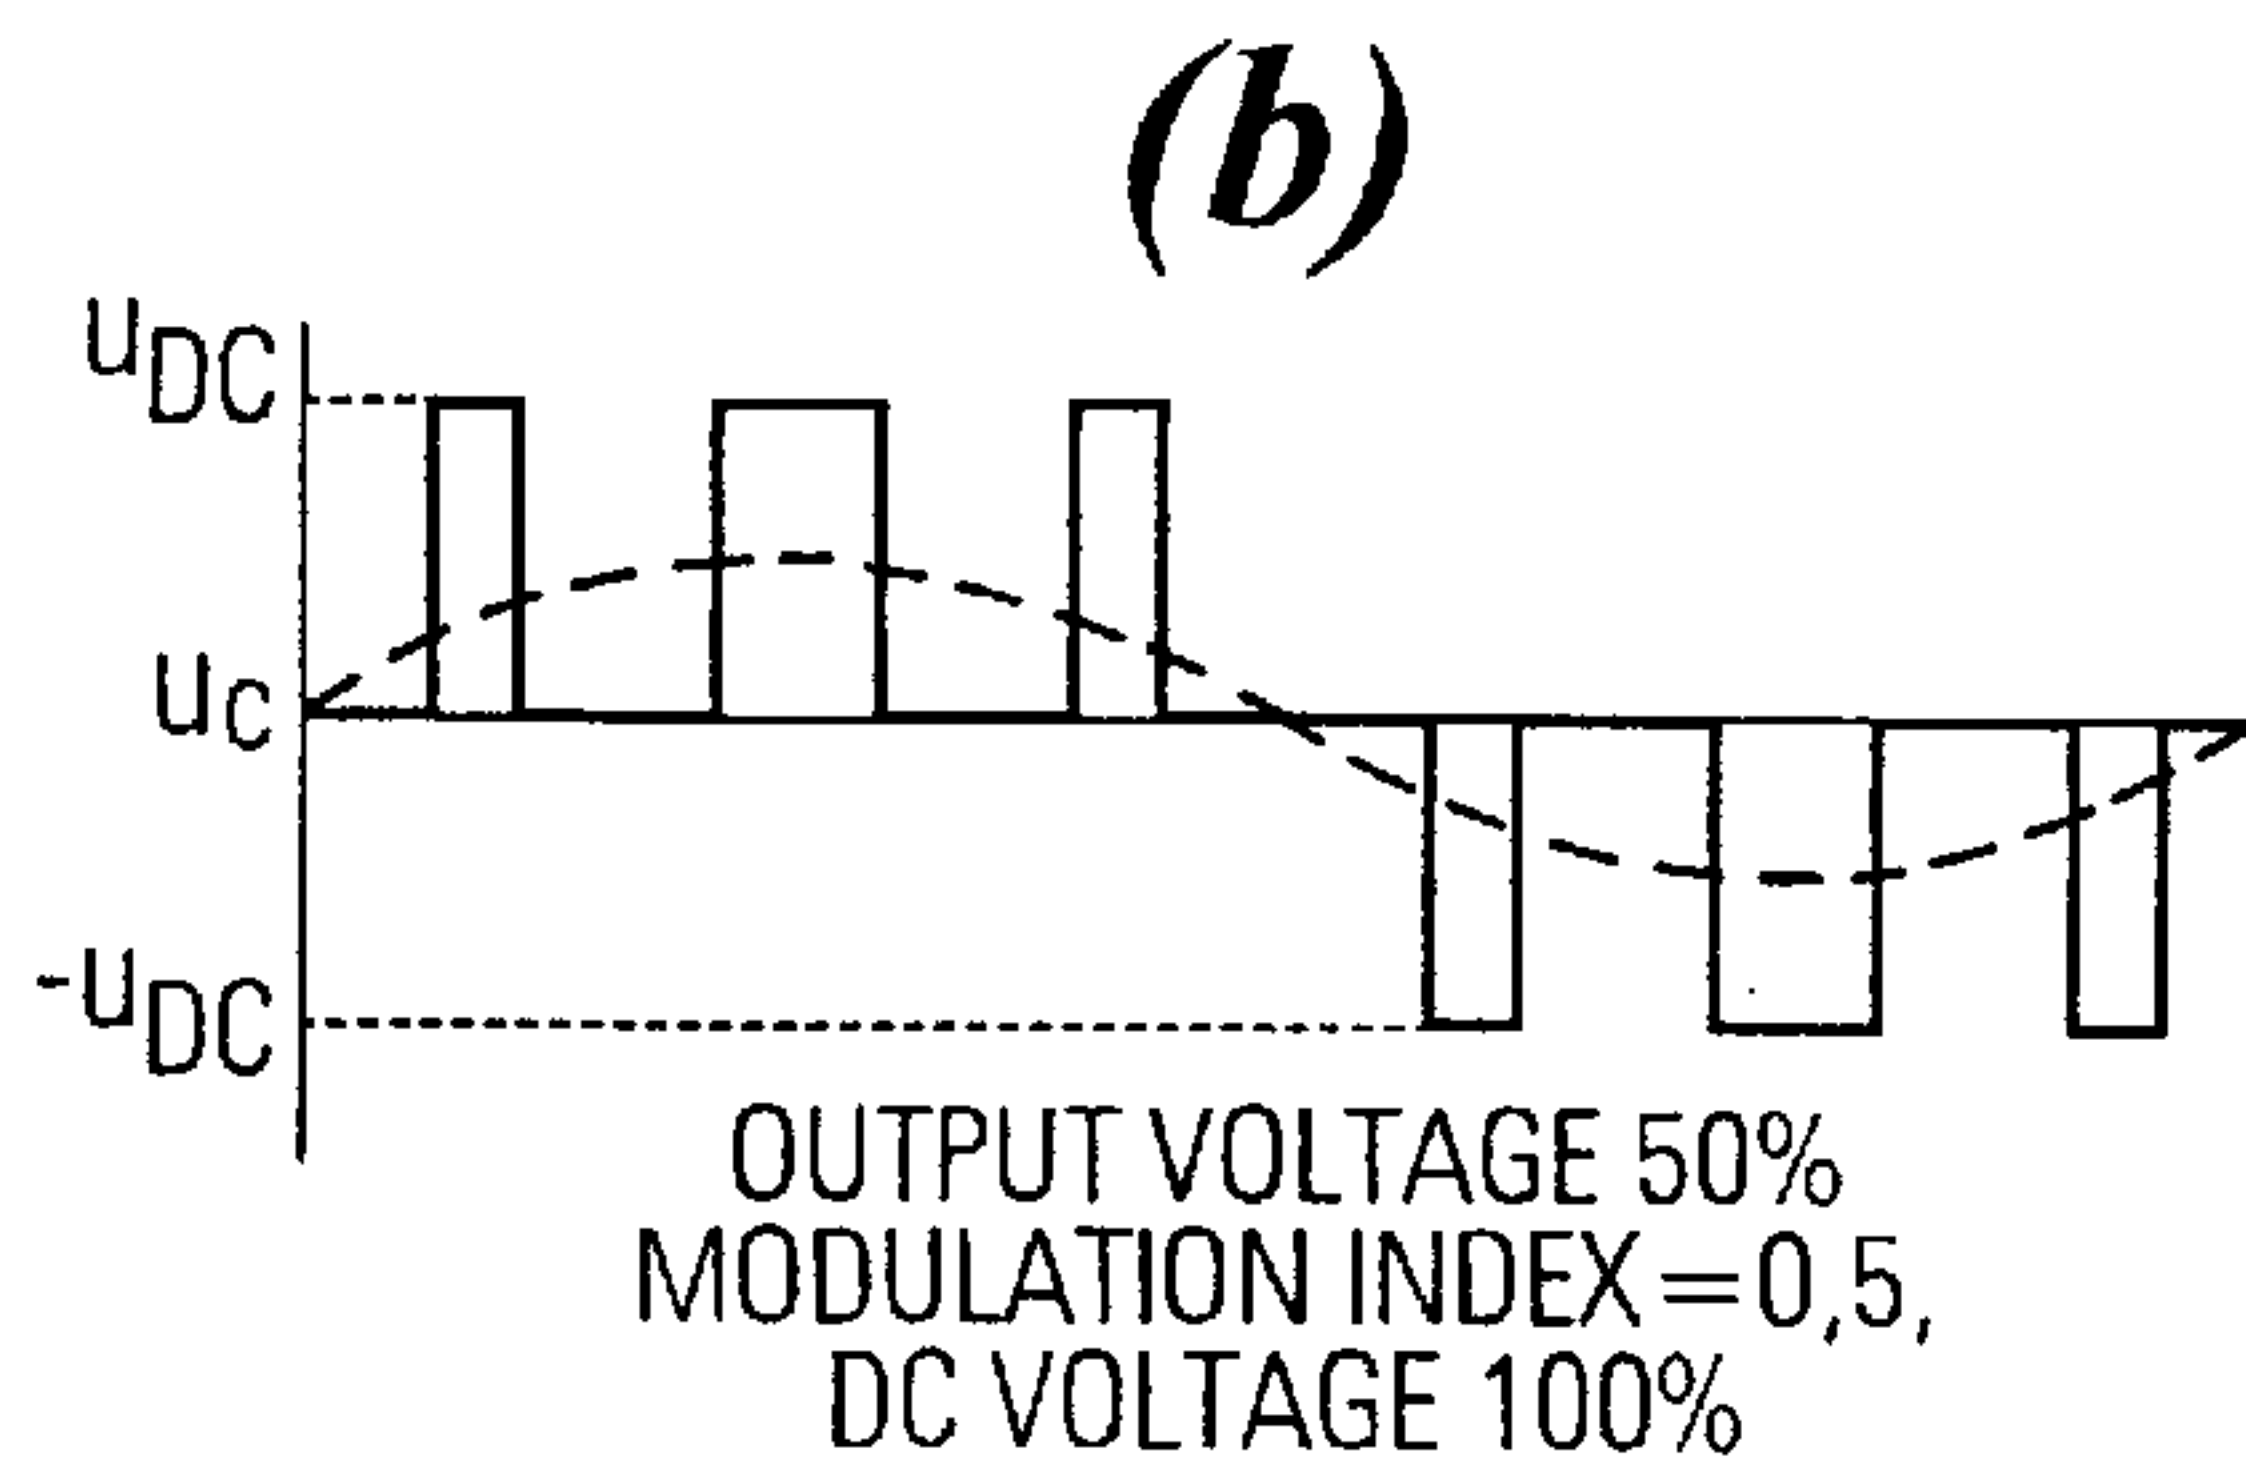 (b)
uDC
uC
-uDC
OUTPUT VOLTAGE 50%
MODULATION INDEX=0,5,
DC VOLTAGE 100%